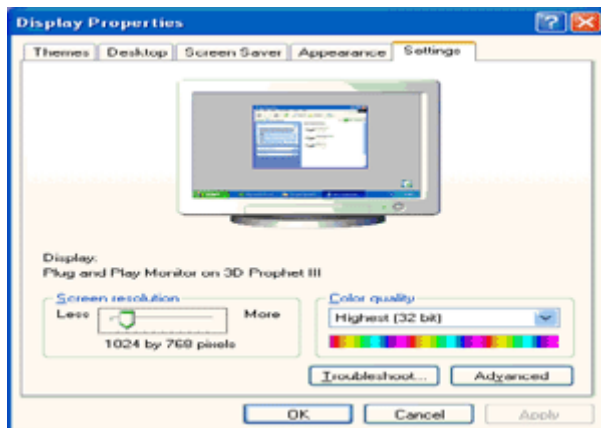 Display Properties
Themes Desktop Screen Saver Appearance Settings
Display:
Plug and Play Monitor on 3D Prophet III
Screen resolution
Less More
1024 by 768 pixels
Color quality
Highest (32 bit)
Troubleshoot... Advanced
OK Cancel Apply